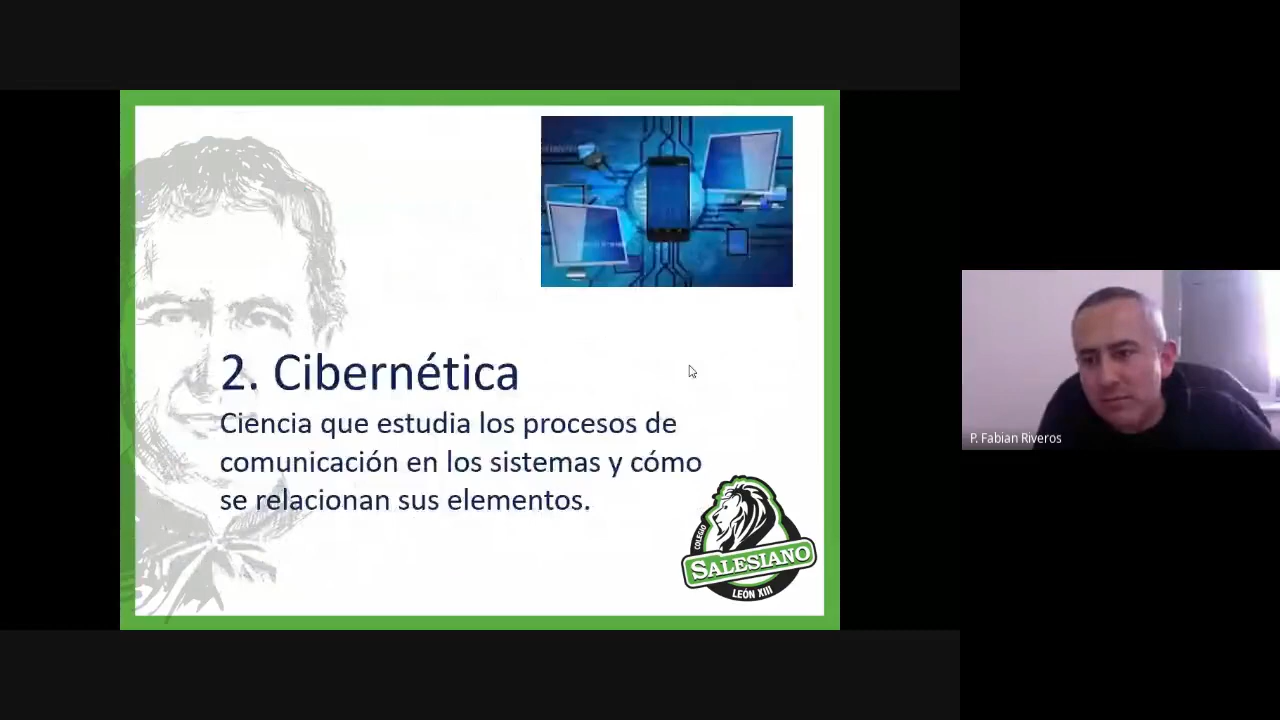 2. Cibernética
Ciencia que estudia los procesos de
comunicación en los sistemas y cómo
se relacionan sus elementos.
COLEGIO
SALESIANO
LEÓN XIII
P. Fabian Riveros